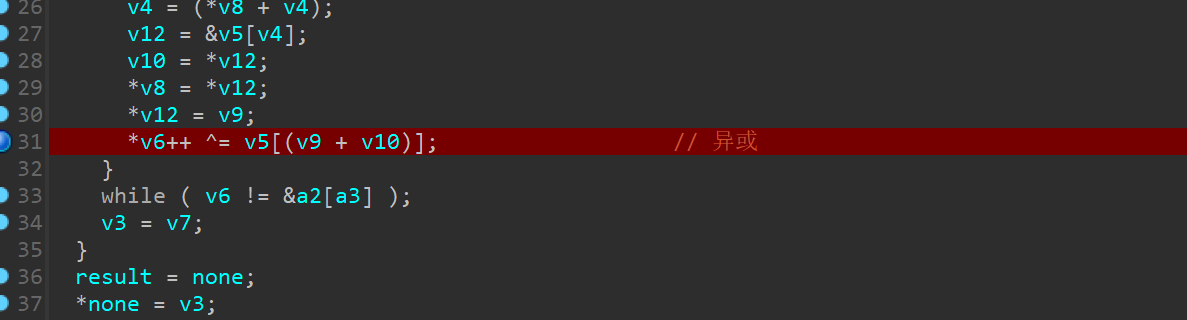 26 v4 = (*v8 + v4);
27 v12 = &v5[v4];
28 v10 = *v12;
29 *v8 = *v12;
30 *v12 = v9;
31 *v6++ ^= v5[(v9 + v10)]; // 异或
32 }
33 while ( v6 != &a2[a3] );
34 v3 = v7;
35 }
36 result = none;
37 *none = v3;